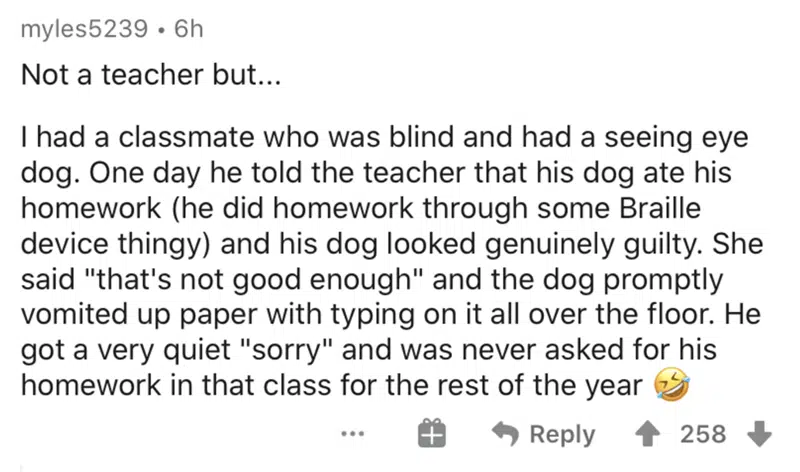 myles5239 • 6h
Not a teacher but...
I had a classmate who was blind and had a seeing eye
dog. One day he told the teacher that his dog ate his
homework (he did homework through some Braille
device thingy) and his dog looked genuinely guilty. She
said "that's not good enough" and the dog promptly
vomited up paper with typing on it all over the floor. He
got a very quiet "sorry" and was never asked for his
homework in that class for the rest of the year 🤣
Reply 258